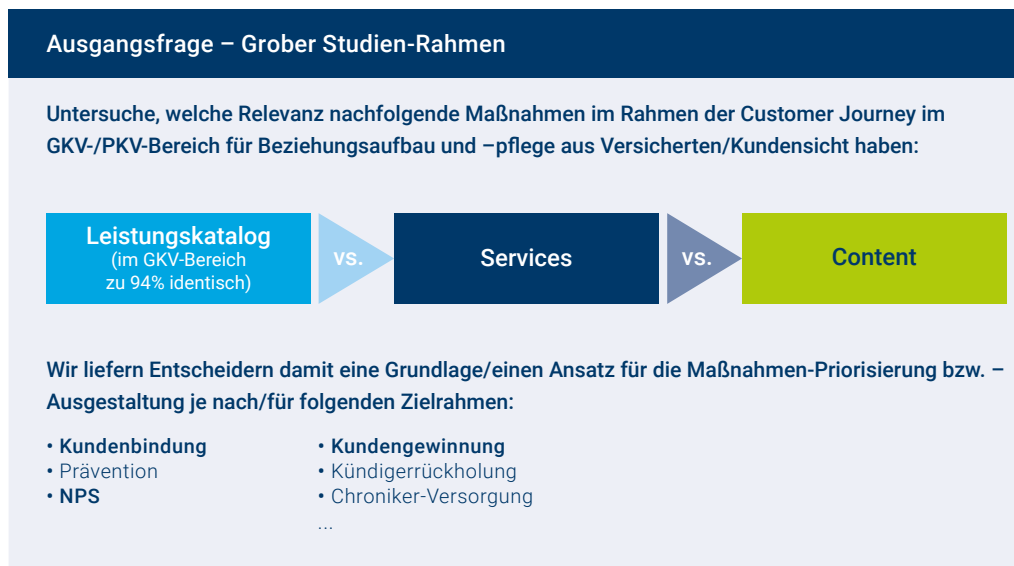 Ausgangsfrage – Grober Studien-Rahmen
Untersuche, welche Relevanz nachfolgende Maßnahmen im Rahmen der Customer Journey im
GKV-/PKV-Bereich für Beziehungsaufbau und –pflege aus Versicherten/Kundensicht haben:
Leistungskatalog
(im GKV-Bereich
zu 94% identisch)
vs.
Services
vs.
Content
Wir liefern Entscheidern damit eine Grundlage/einen Ansatz für die Maßnahmen-Priorisierung bzw. –
Ausgestaltung je nach/für folgenden Zielrahmen:
• Kundenbindung
• Prävention
• NPS
• Kundengewinnung
• Kündigerrückholung
• Chroniker-Versorgung
...